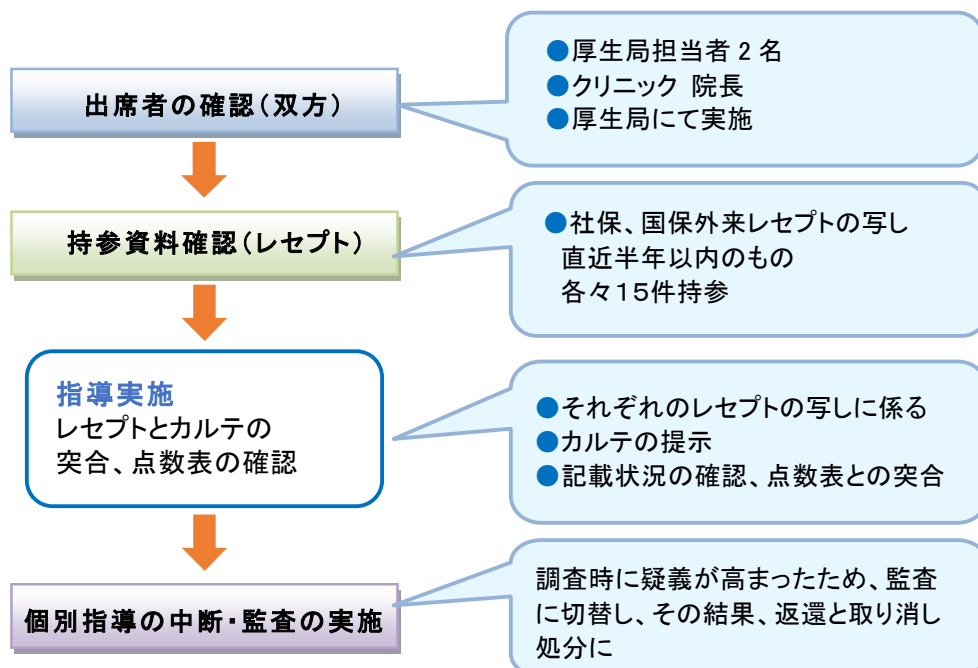 出席者の確認(双方)
●厚生局担当者2名
●クリニック 院長
●厚生局にて実施
持参資料確認(レセプト)
●社保、国保外来レセプトの写し
直近半年以内のもの
各々15件持参
指導実施
レセプトとカルテの
突合、点数表の確認
●それぞれのレセプトの写しに係る
●カルテの提示
●記載状況の確認、点数表との突合
個別指導の中断・監査の実施
調査時に疑義が高まったため、監査
に切替し、その結果、返還と取り消し
処分に